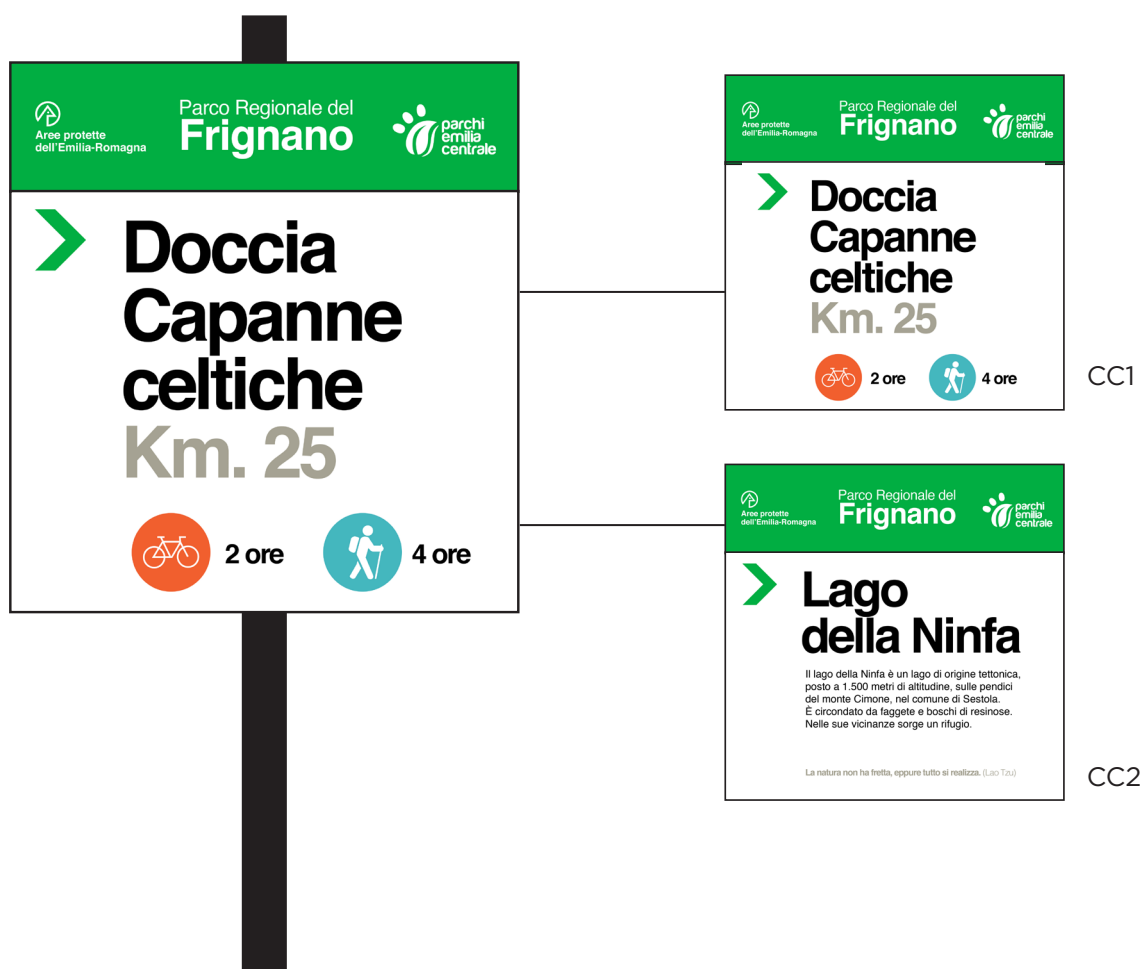 Aree protette
dell'Emilia-Romagna
Parco Regionale del
Frignano
parchi
emilia
centrale
Doccia
Capanne
celtiche
Km. 25
2 ore
4 ore
Aree protette
dell'Emilia-Romagna
Parco Regionale del
Frignano
parchi
emilia
centrale
Doccia
Capanne
celtiche
Km. 25
2 ore
4 ore
CC1
Aree protette
dell'Emilia-Romagna
Parco Regionale del
Frignano
parchi
emilia
centrale
Lago
della Ninfa
Il lago della Ninfa è un lago di origine tettonica,
posto a 1.500 metri di altitudine, sulle pendici
del monte Cimone, nel comune di Sestola.
È circondato da faggete e boschi di resinose.
Nelle sue vicinanze sorge un rifugio.
La natura non ha fretta, eppure tutto si realizza. (Lao Tzu)
CC2